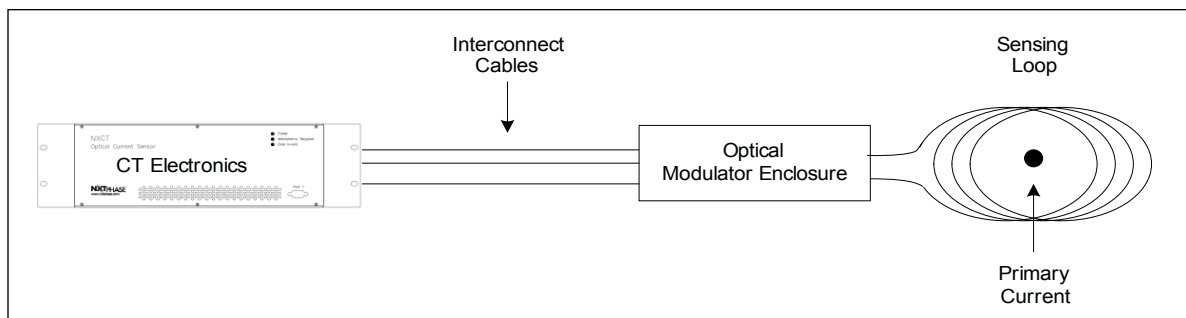 Interconnect
Cables
Sensing
Loop
NXCT
Optical Current Sensor
Power
Maintenance Required
Data Invalid
CT Electronics
NXTPHASE
Optical
Modulator Enclosure
Primary
Current